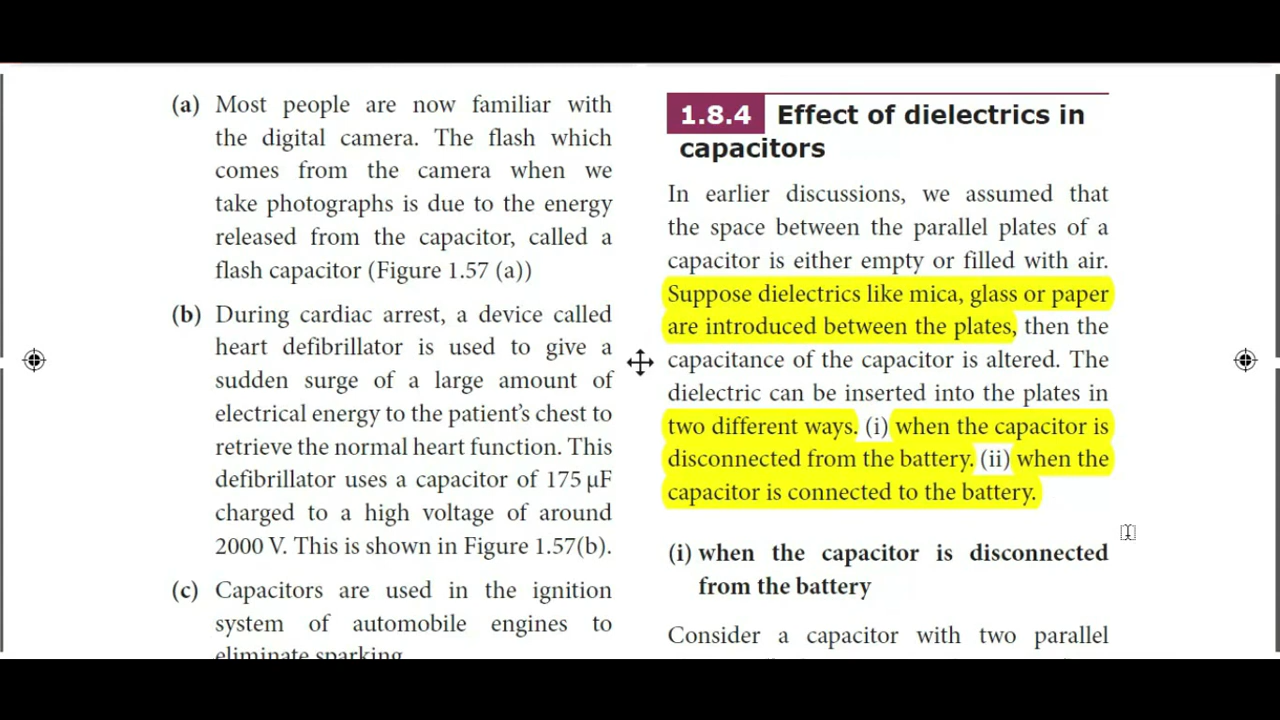 (a) Most people are now familiar with
the digital camera. The flash which
comes from the camera when we
take photographs is due to the energy
released from the capacitor, called a
flash capacitor (Figure 1.57 (a))
(b) During cardiac arrest, a device called
heart defibrillator is used to give a
sudden surge of a large amount of
electrical energy to the patient's chest to
retrieve the normal heart function. This
defibrillator uses a capacitor of 175 μF
charged to a high voltage of around
2000 V. This is shown in Figure 1.57(b).
(c) Capacitors are used in the ignition
system of automobile engines to
eliminate sparking
1.8.4 Effect of dielectrics in
capacitors
In earlier discussions, we assumed that
the space between the parallel plates of a
capacitor is either empty or filled with air.
Suppose dielectrics like mica, glass or paper
are introduced between the plates, then the
capacitance of the capacitor is altered. The
dielectric can be inserted into the plates in
two different ways. (i) when the capacitor is
disconnected from the battery. (ii) when the
capacitor is connected to the battery.
(i) when the capacitor is disconnected
from the battery
Consider a capacitor with two parallel